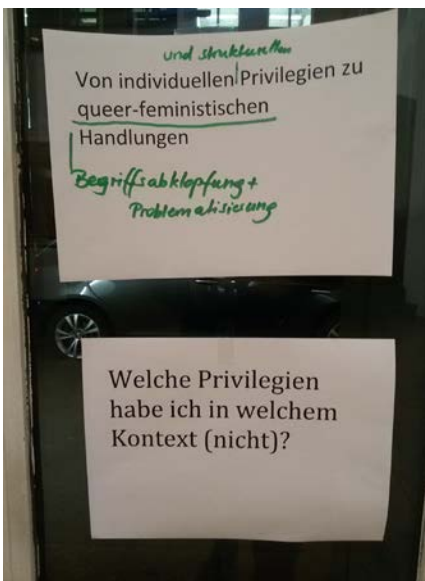 und strukturellen
Von individuellen Privilegien zu
queer-feministischen
Handlungen
Begriffsabklopfung +
Problematisierung
Welche Privilegien
habe ich in welchem
Kontext (nicht)?